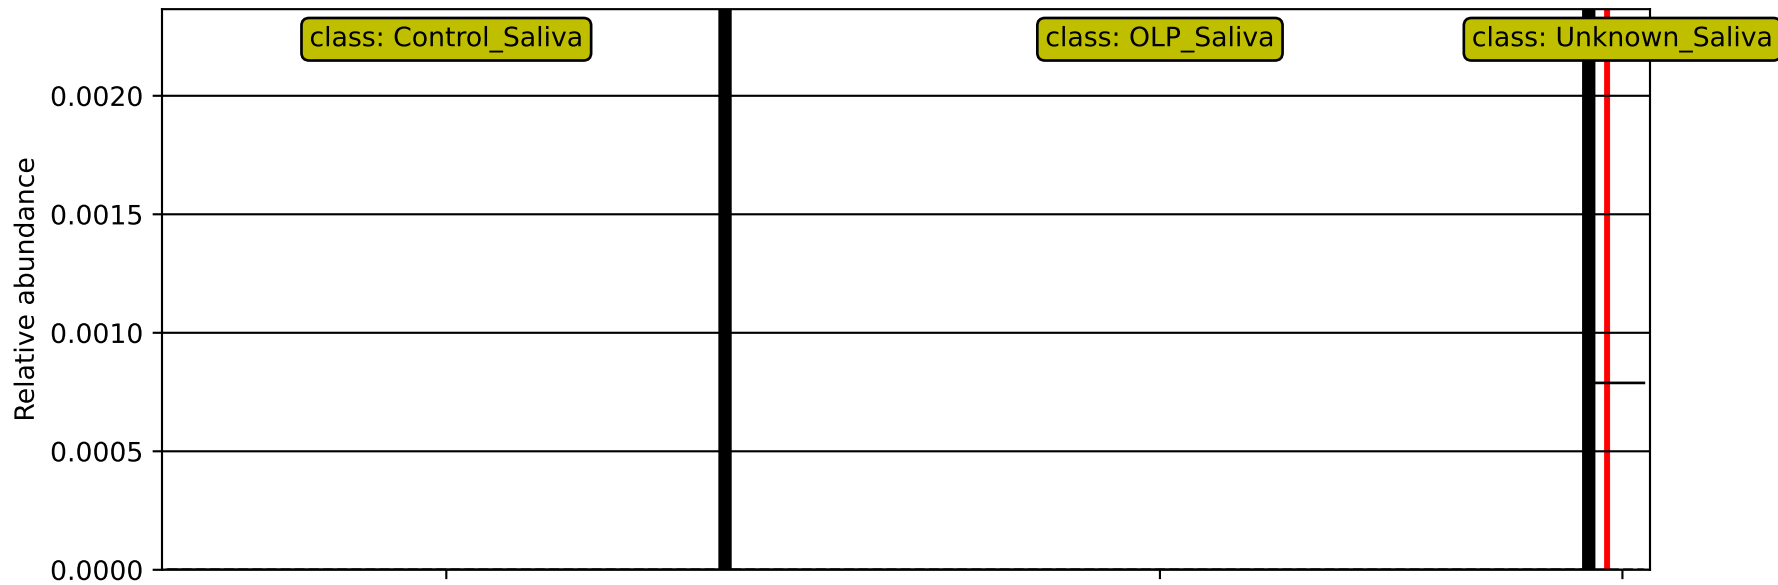 class: Control_Saliva
class: OLP_Saliva
class: Unknown_Saliva
Relative abundance
0.0020
0.0015
0.0010
0.0005
0.0000